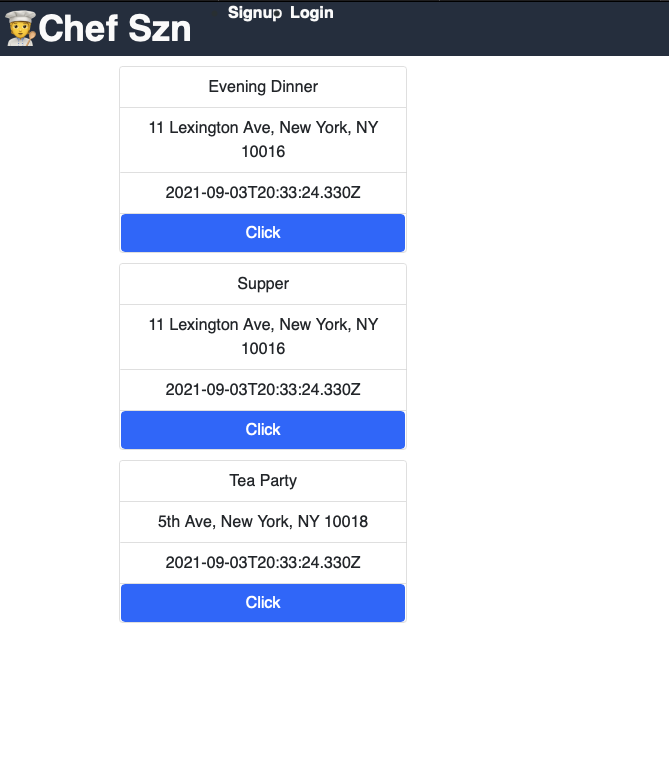 Chef Szn
Signup Login
Evening Dinner
11 Lexington Ave, New York, NY
10016
2021-09-03T20:33:24.330Z
Click
Supper
11 Lexington Ave, New York, NY
10016
2021-09-03T20:33:24.330Z
Click
Tea Party
5th Ave, New York, NY 10018
2021-09-03T20:33:24.330Z
Click